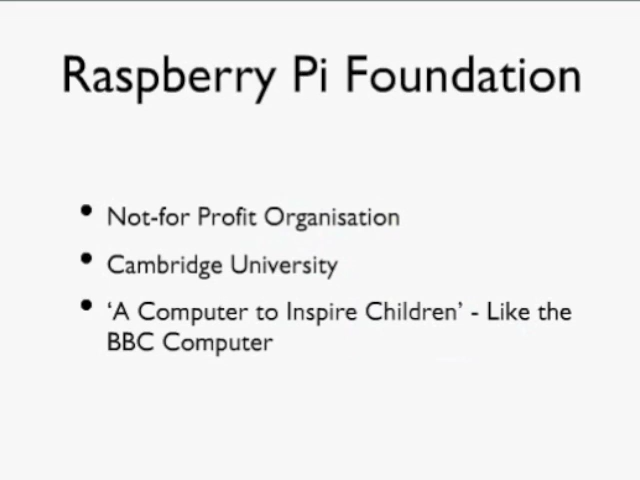 Raspberry Pi Foundation
• Not-for Profit Organisation
• Cambridge University
• ‘A Computer to Inspire Children’ - Like the
BBC Computer